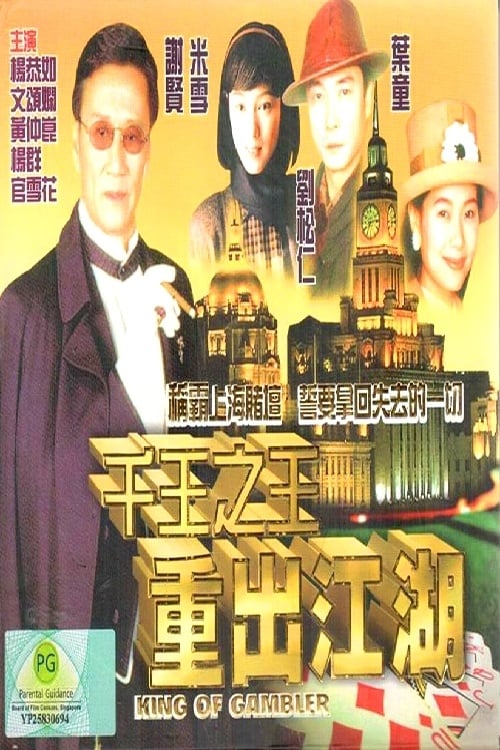 主演
楊恭如
文頌嫻
黃仲崑
楊群
官雪花
謝賢
米雪
劉松仁
葉童
稱霸上海賭壇 誓要拿回失去的一切
千王之王
重出江湖
KING OF GAMBLER
PG
Parental Guidance
Board of Film Censors, Singapore
YP25830694